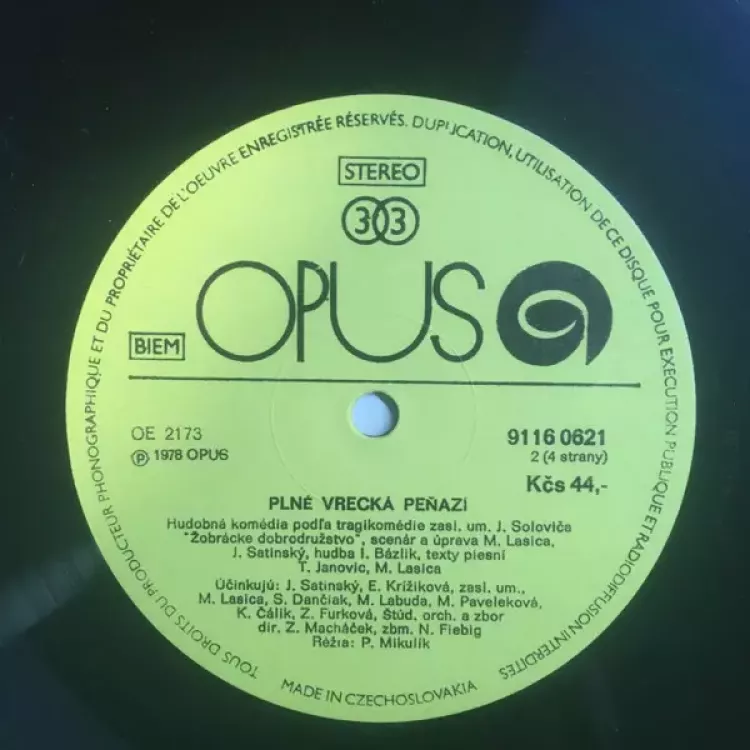 TOUS DROITS DU PRODUCTEUR PHONOGRAPHIQUE ET DU PROPRIÉTAIRE DE L'OEUVRE ENREGISTRÉE RÉSERVÉS. DUPLICATION, UTILISATION DE CE DISQUE POUR EXECUTION PUBLIQUE ET RADIODIFFUSION INTERDITES
STEREO
33
OPUS
BIEM
OE 2173
9116 0621
℗ 1978 OPUS
2 (4 strany)
Kčs 44,-
PLNÉ VRECKÁ PEŇAZÍ
Hudobná komédia podľa tragikomédie zasl. um. J. Soloviča
"Žobrácke dobrodružstvo", scenár a úprava M. Lasica,
J. Satinský, hudba I. Bázlik, texty piesní
T. Janovic, M. Lasica
Účinkujú: J. Satinský, E. Krížiková, zasl. um.,
M. Lasica, S. Dančiak, M. Labuda, M. Paveleková,
K. Čálik, Z. Furková, Štúd. orch. a zbor
dir. Z. Macháček, zbm. N. Fiebig
Réžia: P. Mikulík
MADE IN CZECHOSLOVAKIA